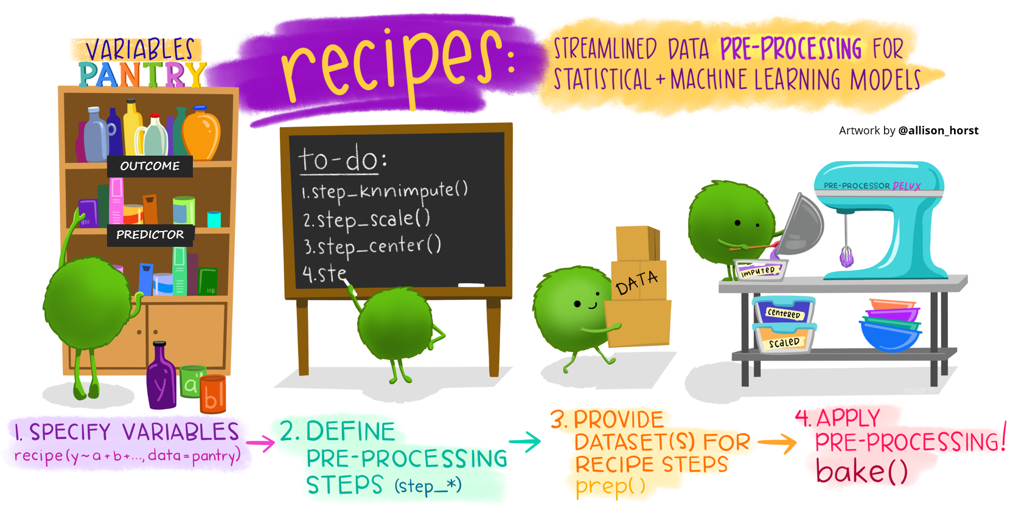 VARIABLES
PANTRY
recipes:
STREAMLINED DATA PRE-PROCESSING FOR
STATISTICAL + MACHINE LEARNING MODELS
Artwork by @allison_horst
OUTCOME
PREDICTOR
y
a
b
to-do:
1.step_knnimpute()
2.step_scale()
3.step_center()
4.ste
DATA
PRE-PROCESSOR DELUX
IMPUTED
CENTERED
SCALED
1. SPECIFY VARIABLES
recipe(y~a+b+..., data=pantry)
2. DEFINE
PRE-PROCESSING
STEPS (step_*)
3. PROVIDE
DATASET(S) FOR
RECIPE STEPS
prep()
4. APPLY
PRE-PROCESSING!
bake()